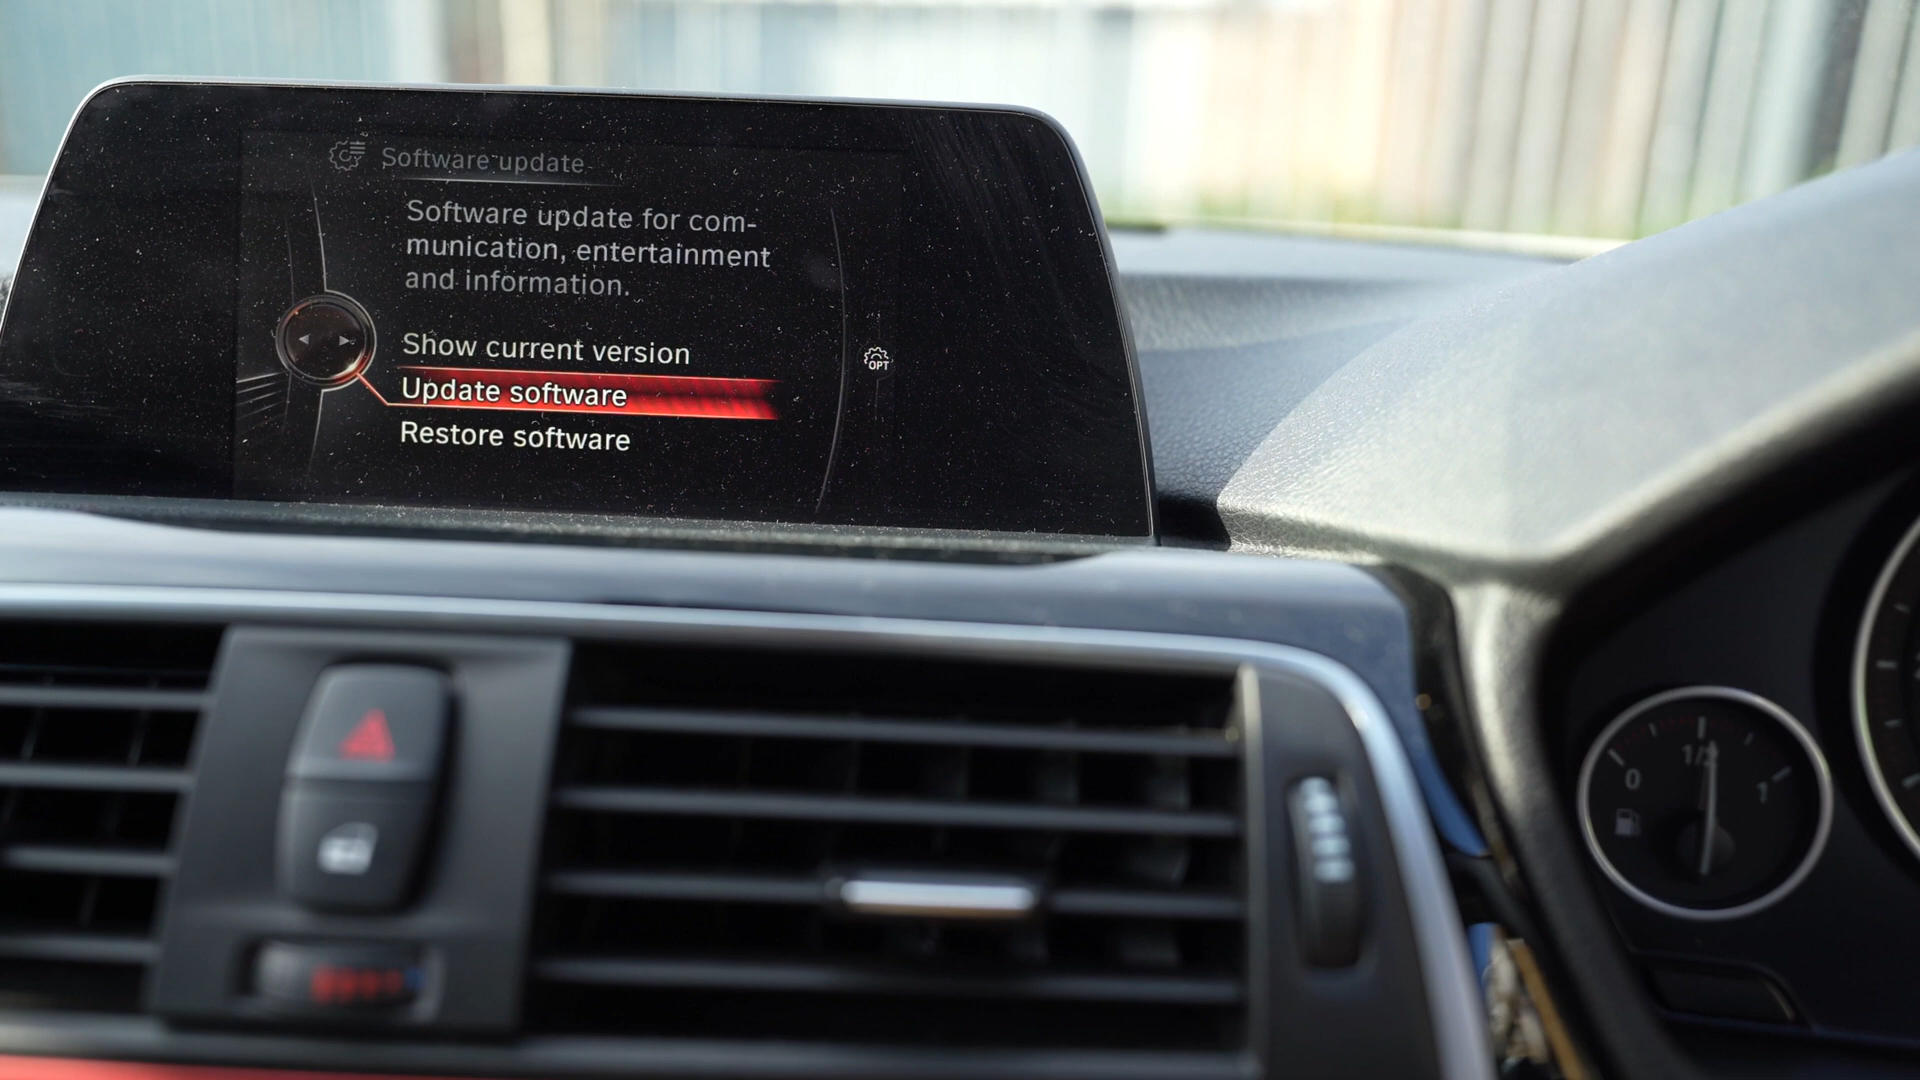 Software update
Software update for com-
munication, entertainment
and information.
Show current version
OPT
Update software
Restore software
0
1/2
1